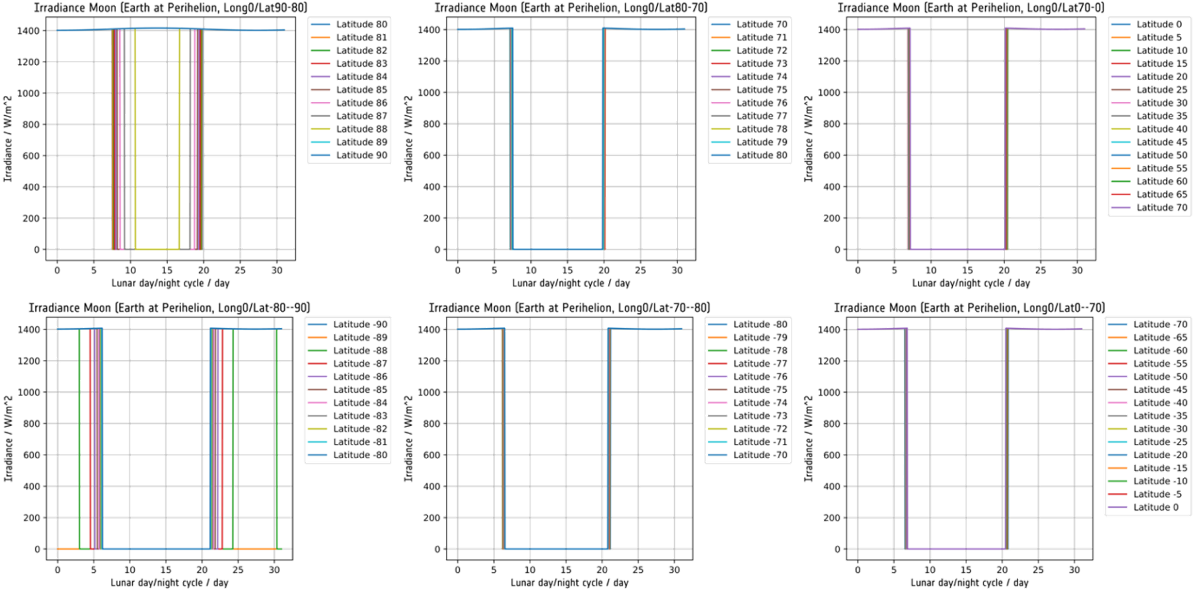 Irradiance Moon (Earth at Perihelion, Long0/Lat90-80)
Irradiance / W/m^2
1400
1200
1000
800
600
400
200
0
0 5 10 15 20 25 30
Lunar day/night cycle / day
Latitude 80
Latitude 81
Latitude 82
Latitude 83
Latitude 84
Latitude 85
Latitude 86
Latitude 87
Latitude 88
Latitude 89
Latitude 90
Irradiance Moon (Earth at Perihelion, Long0/Lat80-70)
Irradiance / W/m^2
1400
1200
1000
800
600
400
200
0
0 5 10 15 20 25 30
Lunar day/night cycle / day
Latitude 70
Latitude 71
Latitude 72
Latitude 73
Latitude 74
Latitude 75
Latitude 76
Latitude 77
Latitude 78
Latitude 79
Latitude 80
Irradiance Moon (Earth at Perihelion, Long0/Lat70-0)
Irradiance / W/m^2
1400
1200
1000
800
600
400
200
0
0 5 10 15 20 25 30
Lunar day/night cycle / day
Latitude 0
Latitude 5
Latitude 10
Latitude 15
Latitude 20
Latitude 25
Latitude 30
Latitude 35
Latitude 40
Latitude 45
Latitude 50
Latitude 55
Latitude 60
Latitude 65
Latitude 70
Irradiance Moon (Earth at Perihelion, Long0/Lat-80--90)
Irradiance / W/m^2
1400
1200
1000
800
600
400
200
0
0 5 10 15 20 25 30
Lunar day/night cycle / day
Latitude -90
Latitude -89
Latitude -88
Latitude -87
Latitude -86
Latitude -85
Latitude -84
Latitude -83
Latitude -82
Latitude -81
Latitude -80
Irradiance Moon (Earth at Perihelion, Long0/Lat-70--80)
Irradiance / W/m^2
1400
1200
1000
800
600
400
200
0
0 5 10 15 20 25 30
Lunar day/night cycle / day
Latitude -80
Latitude -79
Latitude -78
Latitude -77
Latitude -76
Latitude -75
Latitude -74
Latitude -73
Latitude -72
Latitude -71
Latitude -70
Irradiance Moon (Earth at Perihelion, Long0/Lat0--70)
Irradiance / W/m^2
1400
1200
1000
800
600
400
200
0
0 5 10 15 20 25 30
Lunar day/night cycle / day
Latitude -70
Latitude -65
Latitude -60
Latitude -55
Latitude -50
Latitude -45
Latitude -40
Latitude -35
Latitude -30
Latitude -25
Latitude -20
Latitude -15
Latitude -10
Latitude -5
Latitude 0